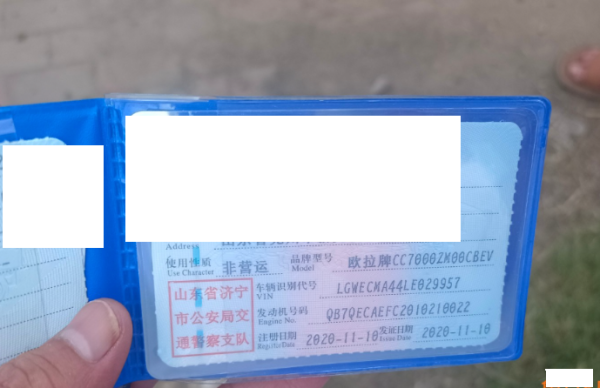 Address
使用性质 Use Character 非营运 品牌型号 Model 欧拉牌CC7000ZM00CBEV
山东省济宁
市公安局交
通警察支队
车辆识别代号 VIN LGWECMA44LE029957
发动机号码 Engine No. QB7QECAEFC201021002Z
注册日期 Register Date 2020-11-10 发证日期 Issue Date 2020-11-10